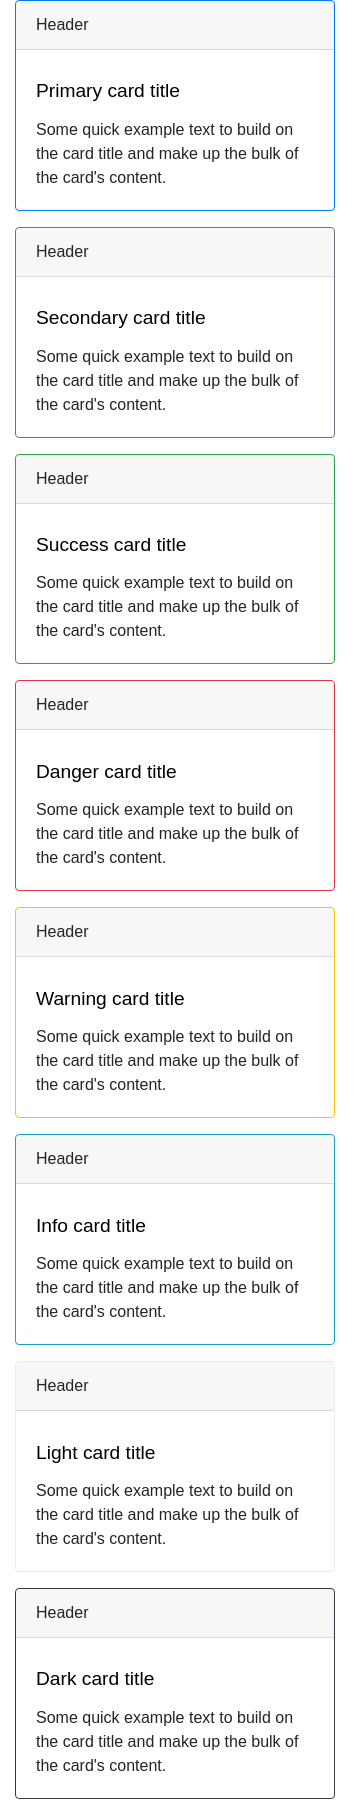 Header
Primary card title
Some quick example text to build on
the card title and make up the bulk of
the card's content.
Header
Secondary card title
Some quick example text to build on
the card title and make up the bulk of
the card's content.
Header
Success card title
Some quick example text to build on
the card title and make up the bulk of
the card's content.
Header
Danger card title
Some quick example text to build on
the card title and make up the bulk of
the card's content.
Header
Warning card title
Some quick example text to build on
the card title and make up the bulk of
the card's content.
Header
Info card title
Some quick example text to build on
the card title and make up the bulk of
the card's content.
Header
Light card title
Some quick example text to build on
the card title and make up the bulk of
the card's content.
Header
Dark card title
Some quick example text to build on
the card title and make up the bulk of
the card's content.